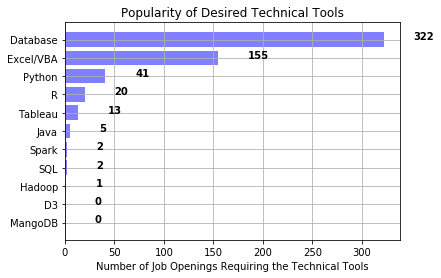 Popularity of Desired Technical Tools
Database 322
Excel/VBA 155
Python 41
R 20
Tableau 13
Java 5
Spark 2
SQL 2
Hadoop 1
D3 0
MangoDB 0
0 50 100 150 200 250 300
Number of Job Openings Requiring the Technical Tools